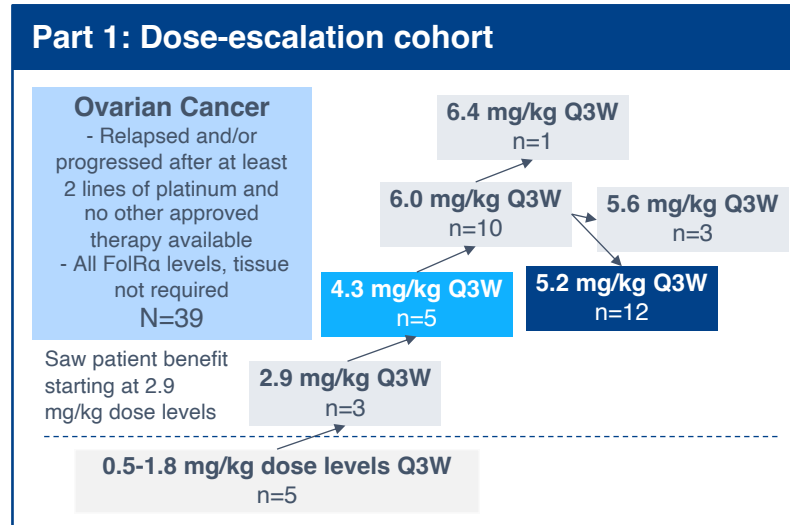 Part 1: Dose-escalation cohort
Ovarian Cancer
- Relapsed and/or
progressed after at least
2 lines of platinum and
no other approved
therapy available
- All FolRα levels, tissue
not required
N=39
Saw patient benefit
starting at 2.9
mg/kg dose levels
6.4 mg/kg Q3W
n=1
6.0 mg/kg Q3W
n=10
5.6 mg/kg Q3W
n=3
4.3 mg/kg Q3W
n=5
5.2 mg/kg Q3W
n=12
2.9 mg/kg Q3W
n=3
0.5-1.8 mg/kg dose levels Q3W
n=5